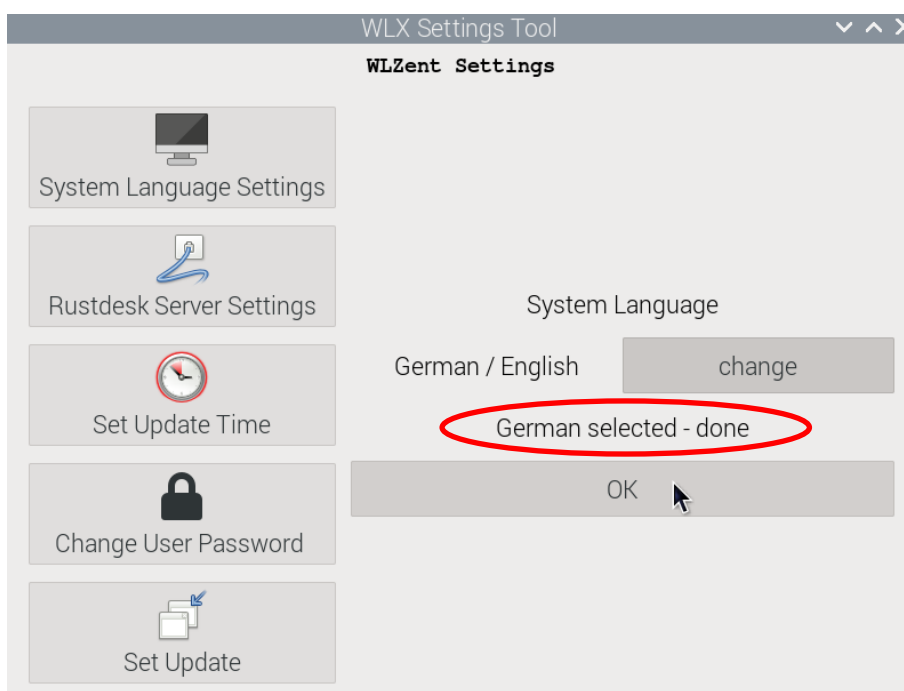 WLX Settings Tool
WLZent Settings
System Language Settings
Rustdesk Server Settings
Set Update Time
Change User Password
Set Update
System Language
German / English
change
German selected - done
OK